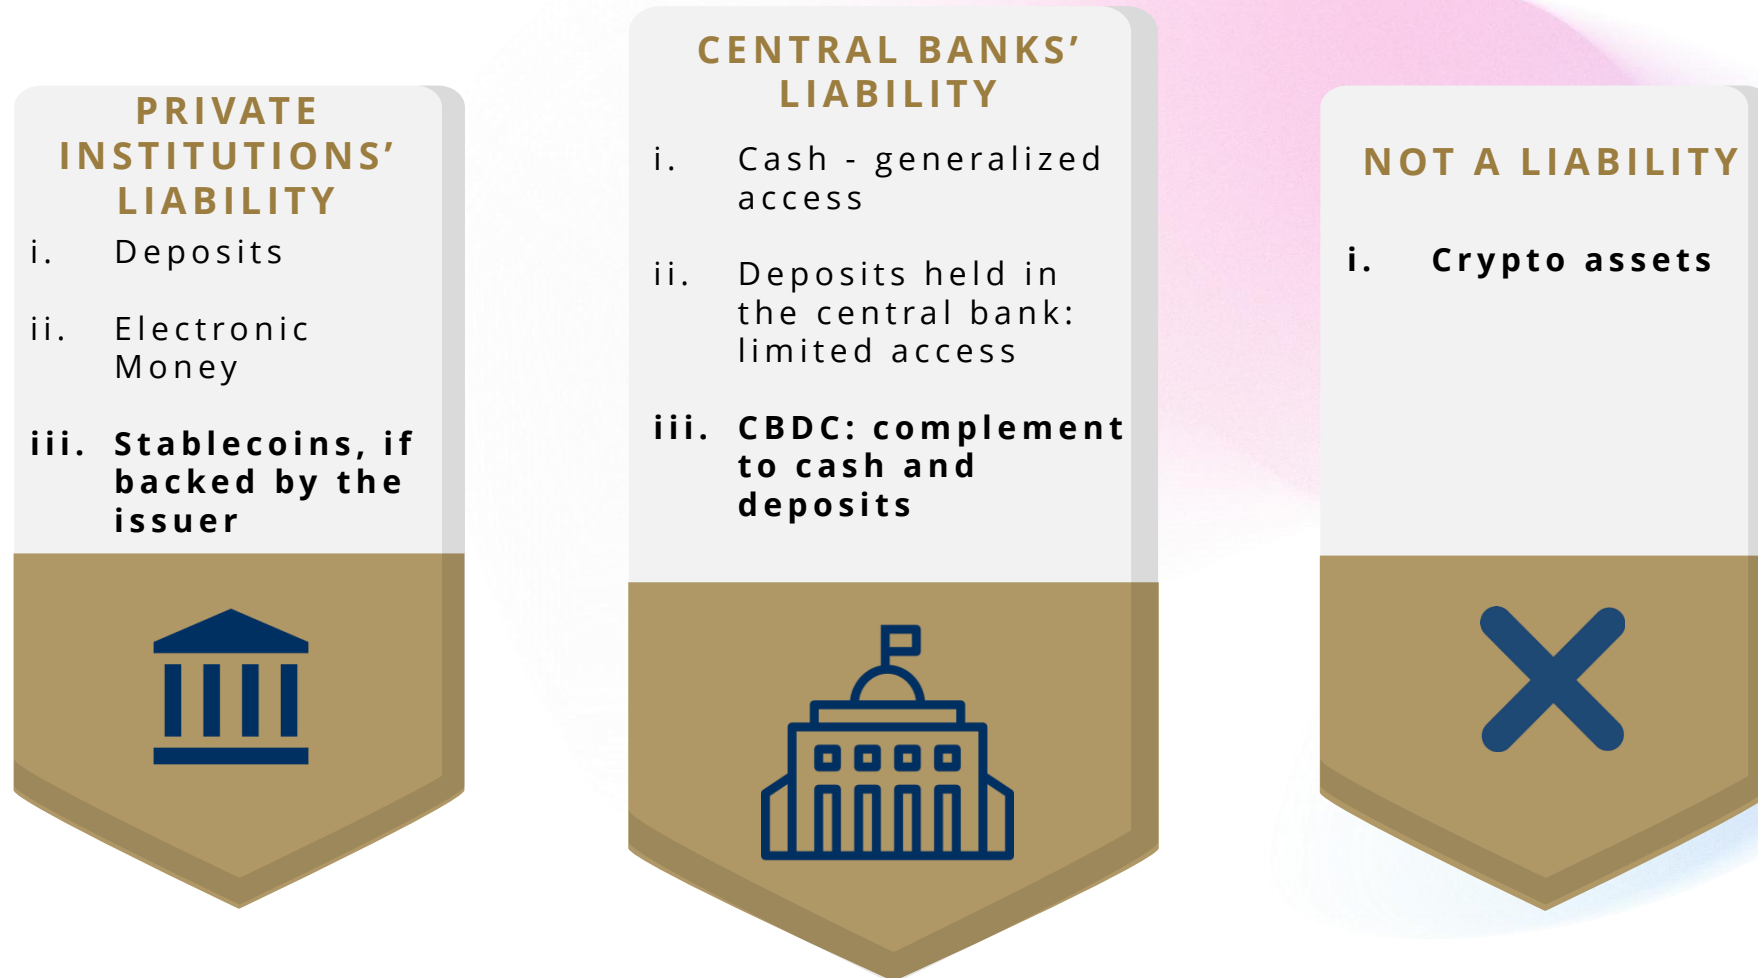 PRIVATE
INSTITUTIONS’
LIABILITY
i. Deposits
ii. Electronic
Money
iii. Stablecoins, if
backed by the
issuer
CENTRAL BANKS’
LIABILITY
i. Cash - generalized
access
ii. Deposits held in
the central bank:
limited access
iii. CBDC: complement
to cash and
deposits
NOT A LIABILITY
i. Crypto assets